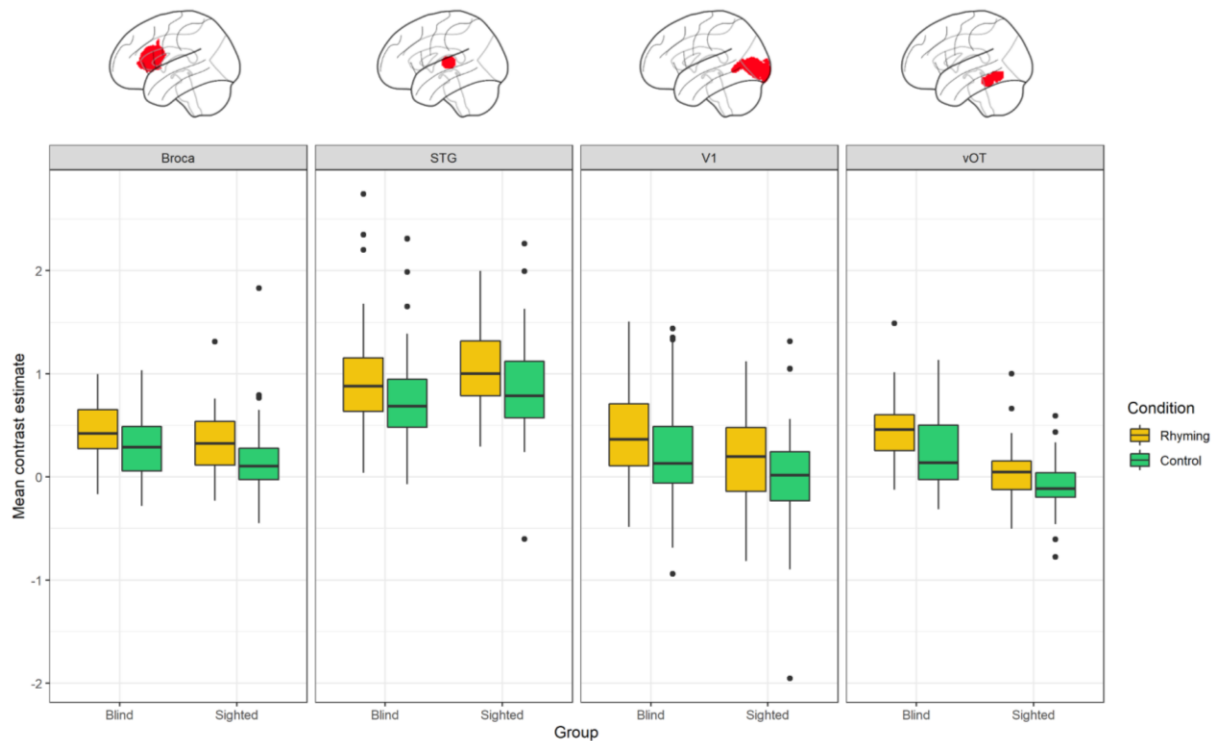 Broca STG V1 vOT
Mean contrast estimate
2
1
0
-1
-2
Blind Sighted Blind Sighted Blind Sighted Blind Sighted
Group
Condition
Rhyming
Control